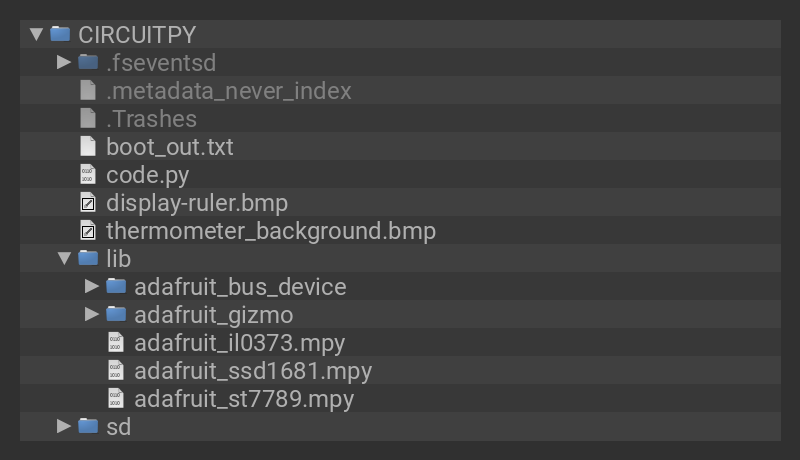 CIRCUITPY
.fseventsd
.metadata_never_index
.Trashes
boot_out.txt
code.py
display-ruler.bmp
thermometer_background.bmp
lib
adafruit_bus_device
adafruit_gizmo
adafruit_il0373.mpy
adafruit_ssd1681.mpy
adafruit_st7789.mpy
sd